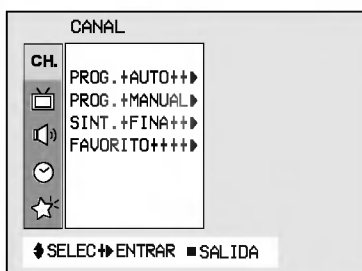 CANAL
CH.
PROG.+AUTO++▶
PROG.+MANUAL▶
SINT.+FINA++▶
FAVORITO++++▶
◆SELEC+▶ENTRAR ■SALIDA